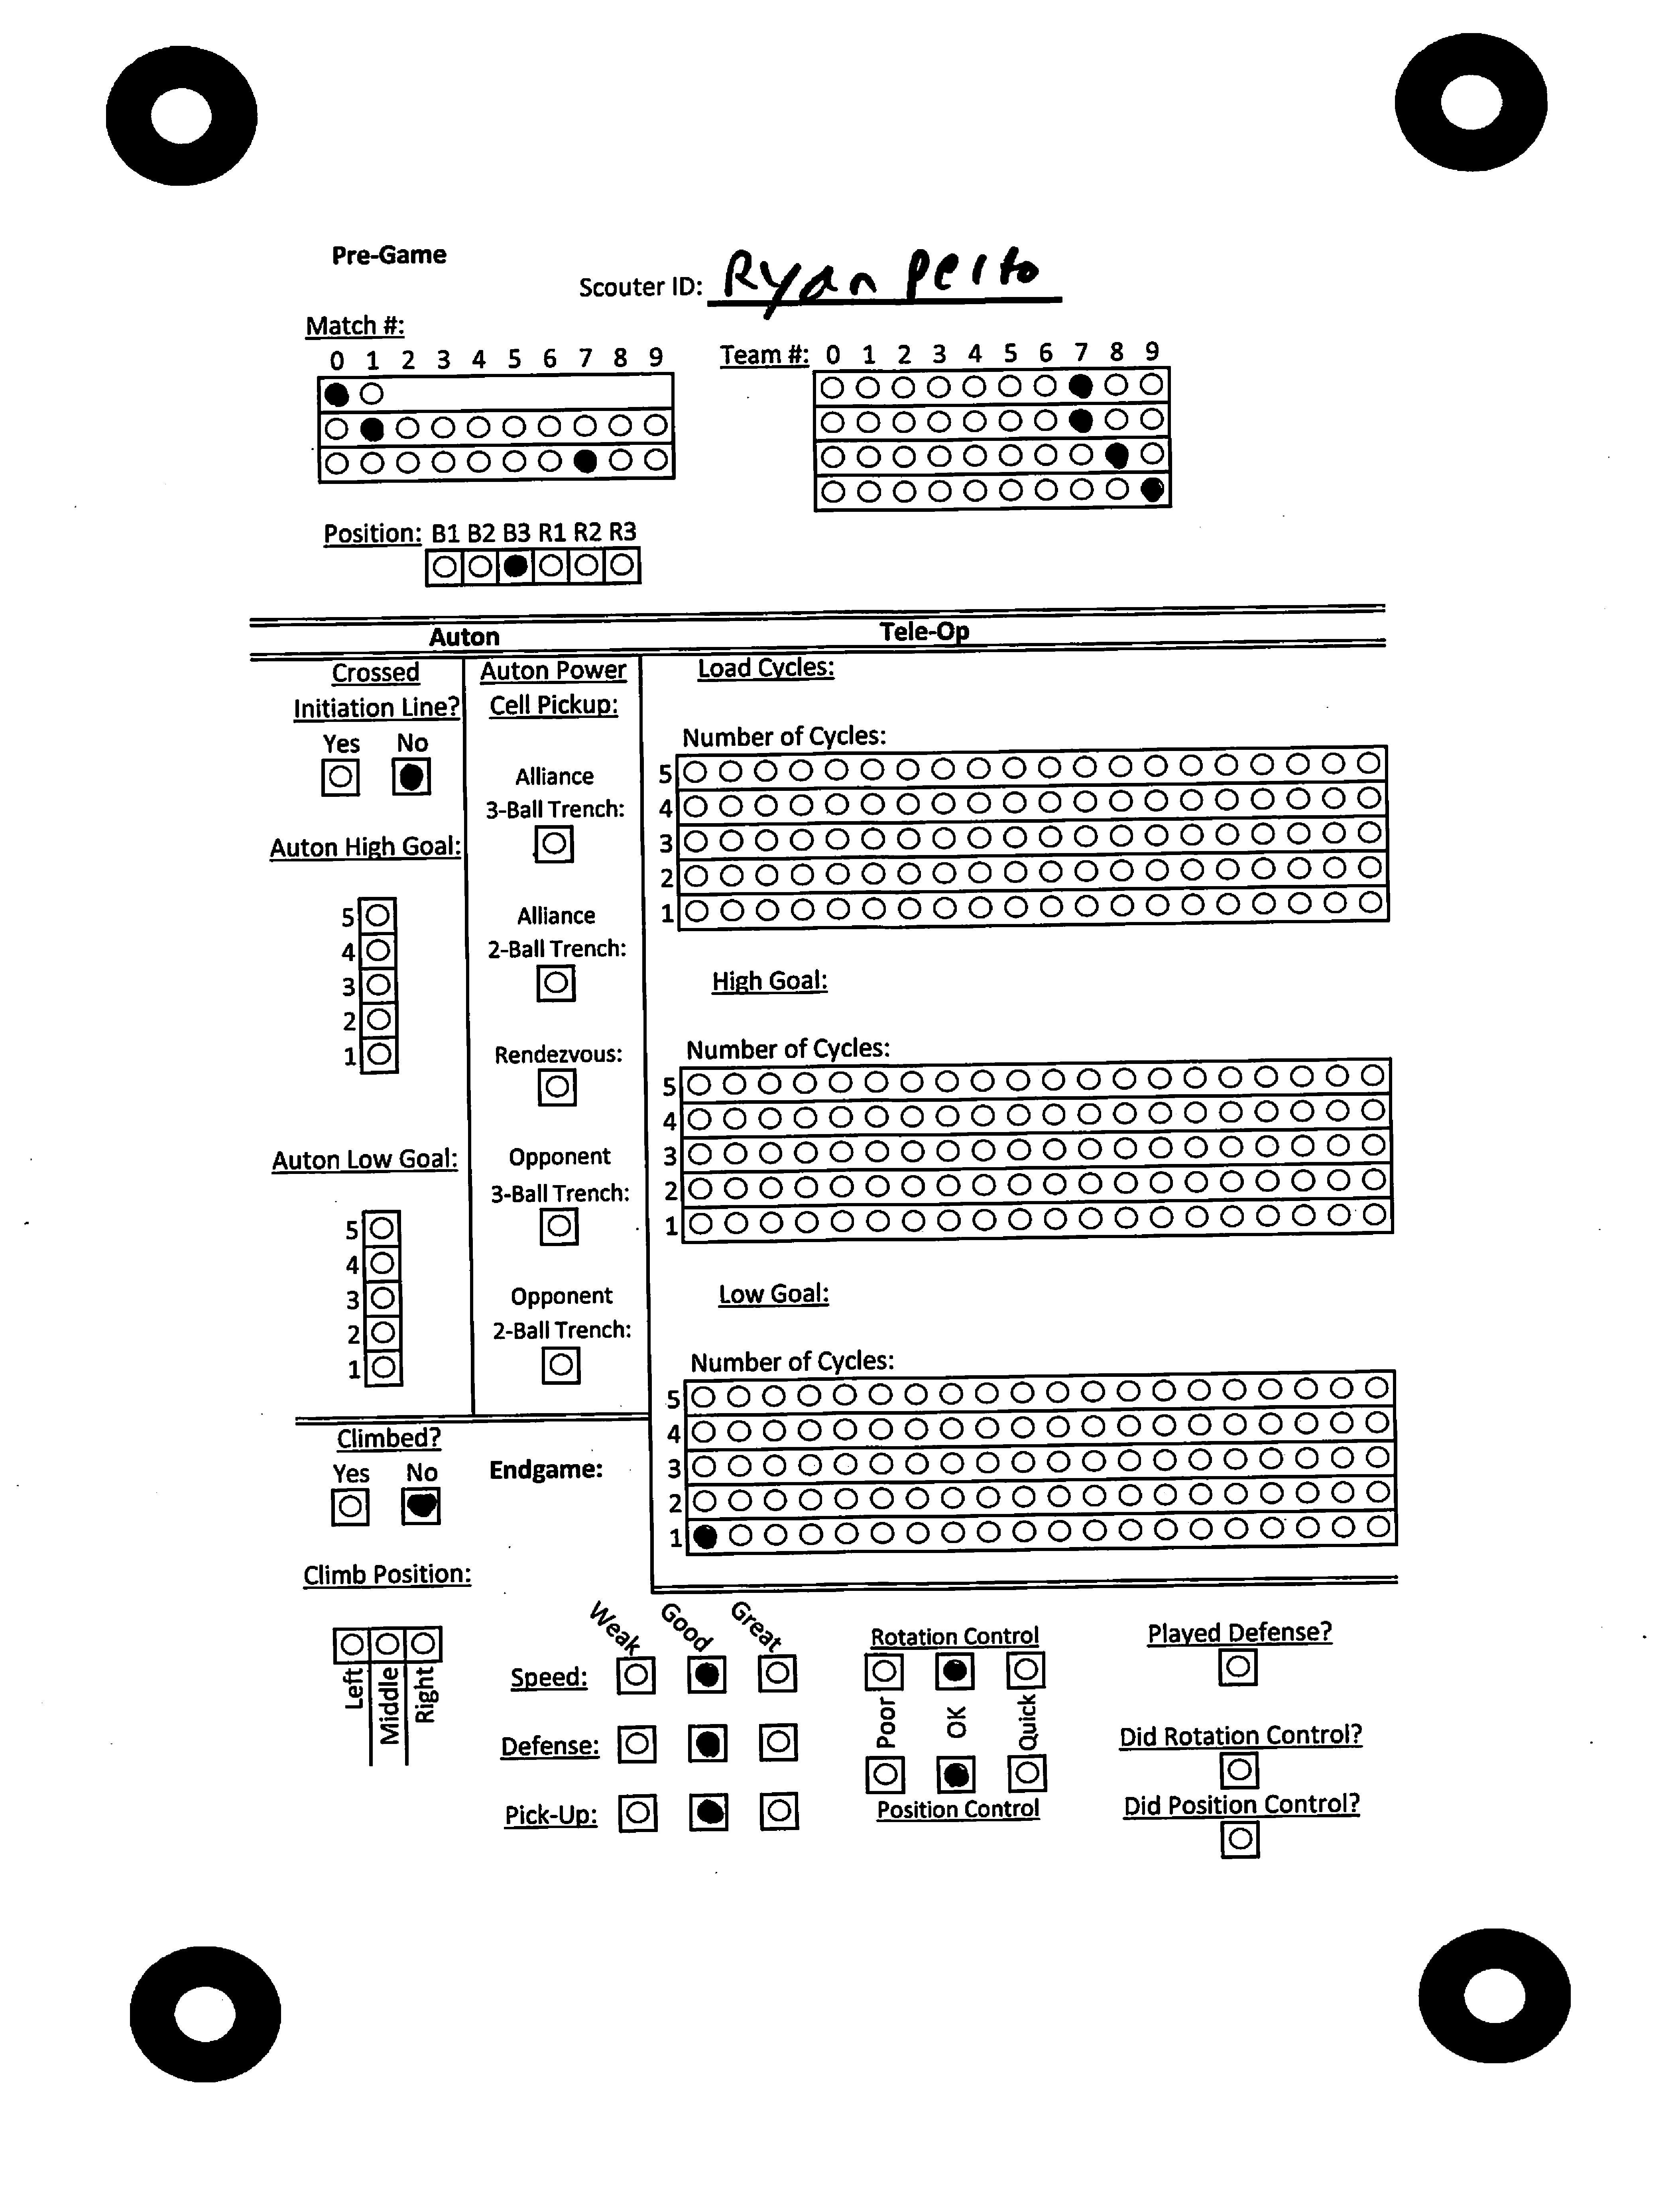 Pre-Game
Scouter ID: Ryan
Match #:
0 1 2 3 4 5 6 7 8 9
Team #: 0 1 2 3 4 5 6 7 8 9
Position: B1 B2 B3 R1 R2 R3
Auton
Tele-Op
Crossed
Initiation Line?
Yes No
Auton High Goal:
5
4
3
2
1
Auton Low Goal:
5
4
3
2
1
Auton Power
Cell Pickup:
Alliance
3-Ball Trench:
Alliance
2-Ball Trench:
Rendezvous:
Opponent
3-Ball Trench:
Opponent
2-Ball Trench:
Load Cycles:
Number of Cycles:
5
4
3
2
1
High Goal:
Number of Cycles:
5
4
3
2
1
Low Goal:
Number of Cycles:
5
4
3
2
1
Climbed?
Yes No
Endgame:
Climb Position:
Left
Middle
Right
Weak Good Great
Speed:
Defense:
Pick-Up:
Rotation Control
Poor OK Quick
Position Control
Played Defense?
Did Rotation Control?
Did Position Control?